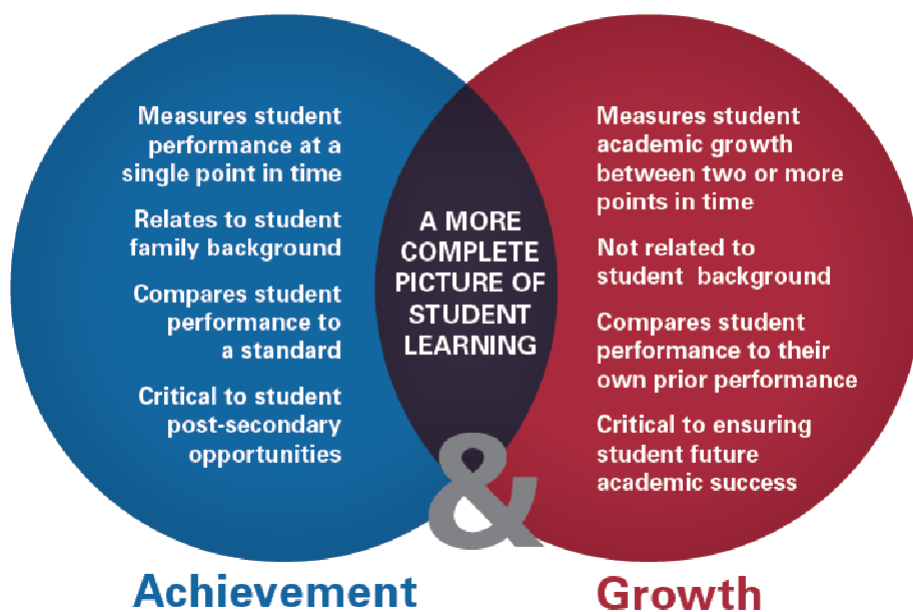 Measures student
performance at a
single point in time
Relates to student
family background
Compares student
performance to
a standard
Critical to student
post-secondary
opportunities
A MORE
COMPLETE
PICTURE OF
STUDENT
LEARNING
Measures student
academic growth
between two or more
points in time
Not related to
student background
Compares student
performance to their
own prior performance
Critical to ensuring
student future
academic success
&
Achievement
Growth